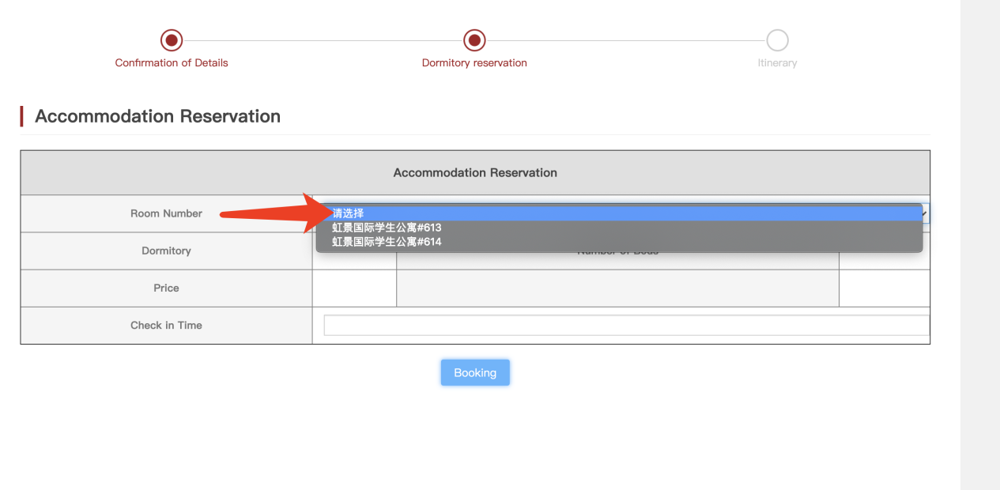 Confirmation of Details
Dormitory reservation
Itinerary
Accommodation Reservation
Accommodation Reservation
Room Number
请选择
虹景国际学生公寓#613
虹景国际学生公寓#614
Dormitory
Number of Beds
Price
Check in Time
Booking